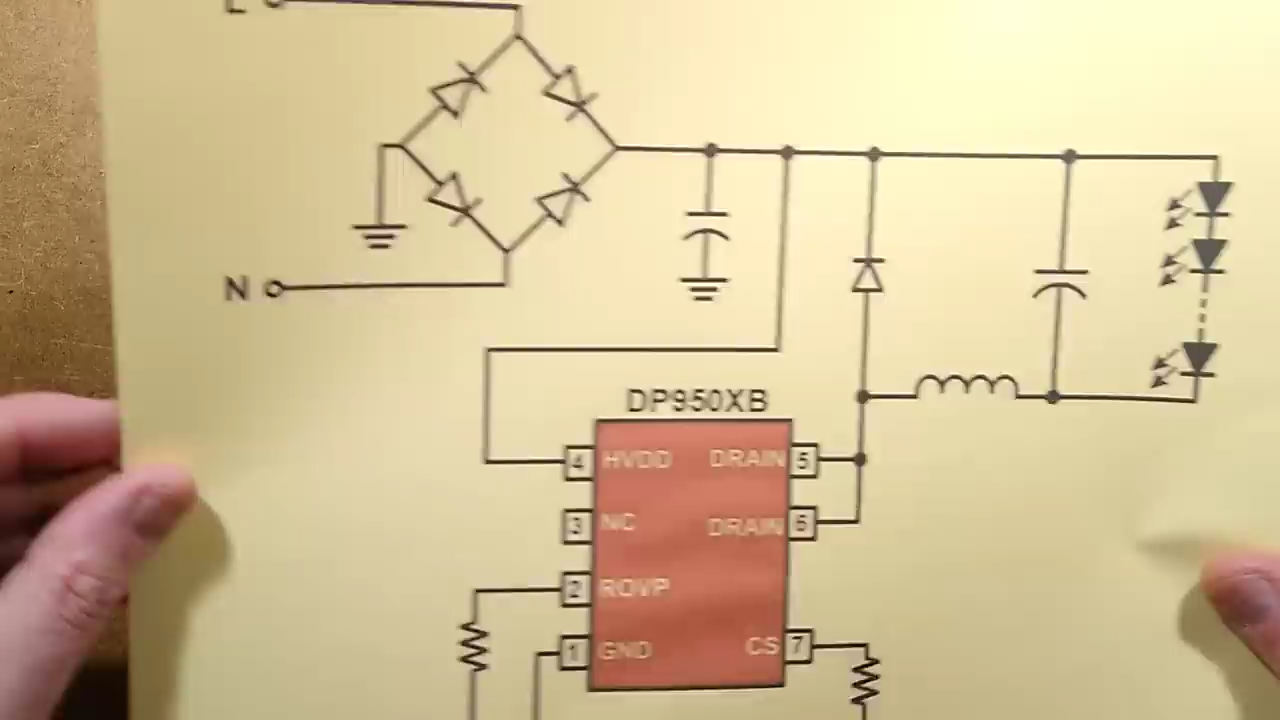 L
N
DP950XB
4 HVDD DRAIN 5
3 NC DRAIN 6
2 ROVP
1 GND CS 7